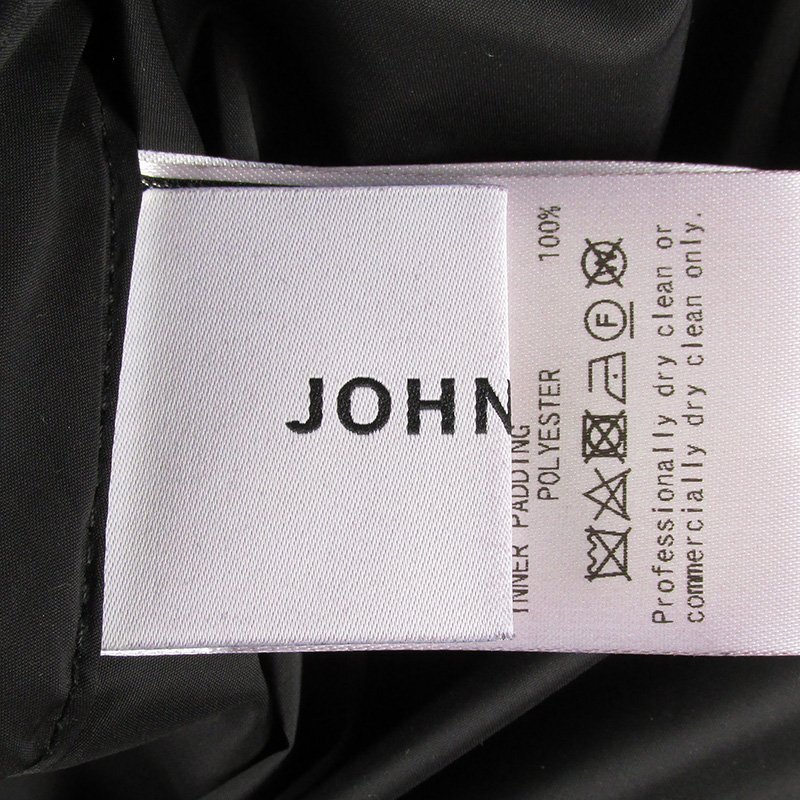 JOHN
INNER PADDING
POLYESTER 100%
F
Professionally dry clean or
commercially dry clean only.